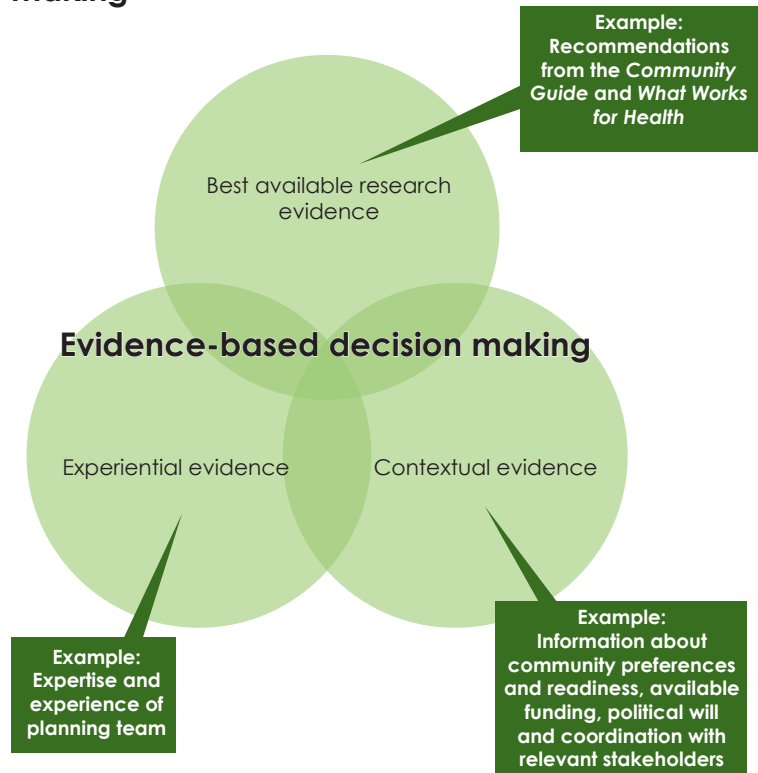 making
Example:
Recommendations
from the Community
Guide and What Works
for Health
Best available research
evidence
Evidence-based decision making
Experiential evidence
Contextual evidence
Example:
Expertise and
experience of
planning team
Example:
Information about
community preferences
and readiness, available
funding, political will
and coordination with
relevant stakeholders